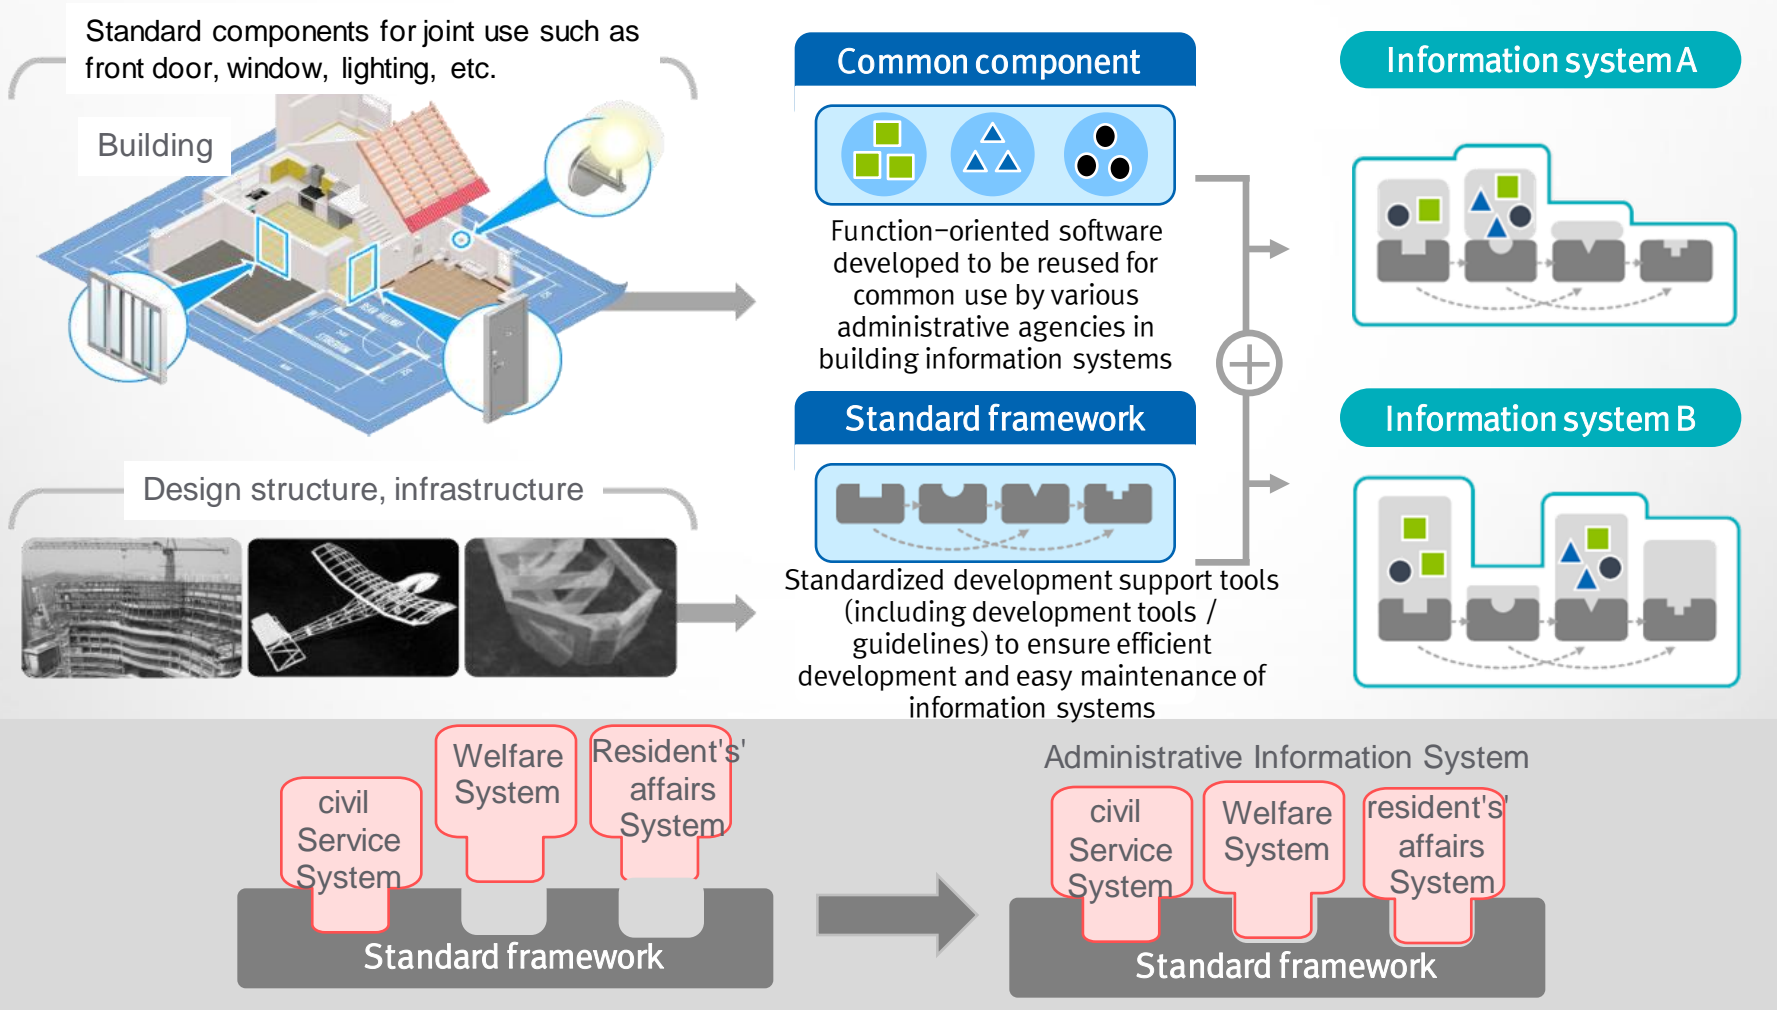 Standard components for joint use such as
front door, window, lighting, etc.
Building
Design structure, infrastructure
Common component
Function-oriented software
developed to be reused for
common use by various
administrative agencies in
building information systems
Standard framework
Standardized development support tools
(including development tools /
guidelines) to ensure efficient
development and easy maintenance of
information systems
Information system A
Information system B
civil
Service
System
Welfare
System
Resident's'
affairs
System
Standard framework
Administrative Information System
civil
Service
System
Welfare
System
resident's'
affairs
System
Standard framework